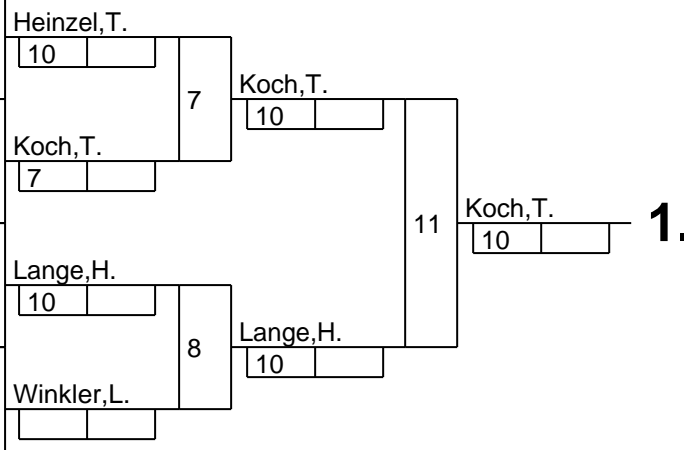 Heinzel,T.
10
7
Koch,T.
10
Koch,T.
7
11
Koch,T.
10
1.
Lange,H.
10
8
Lange,H.
10
Winkler,L.